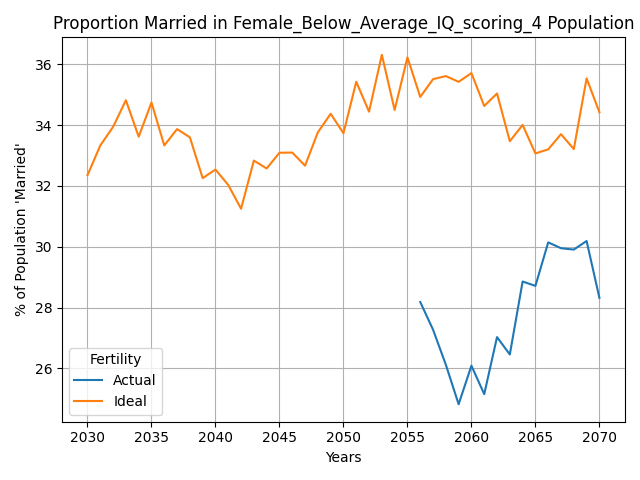 Proportion Married in Female_Below_Average_IQ_scoring_4 Population
% of Population 'Married'
36
34
32
30
28
26
Fertility
Actual
Ideal
2030 2035 2040 2045 2050 2055 2060 2065 2070
Years